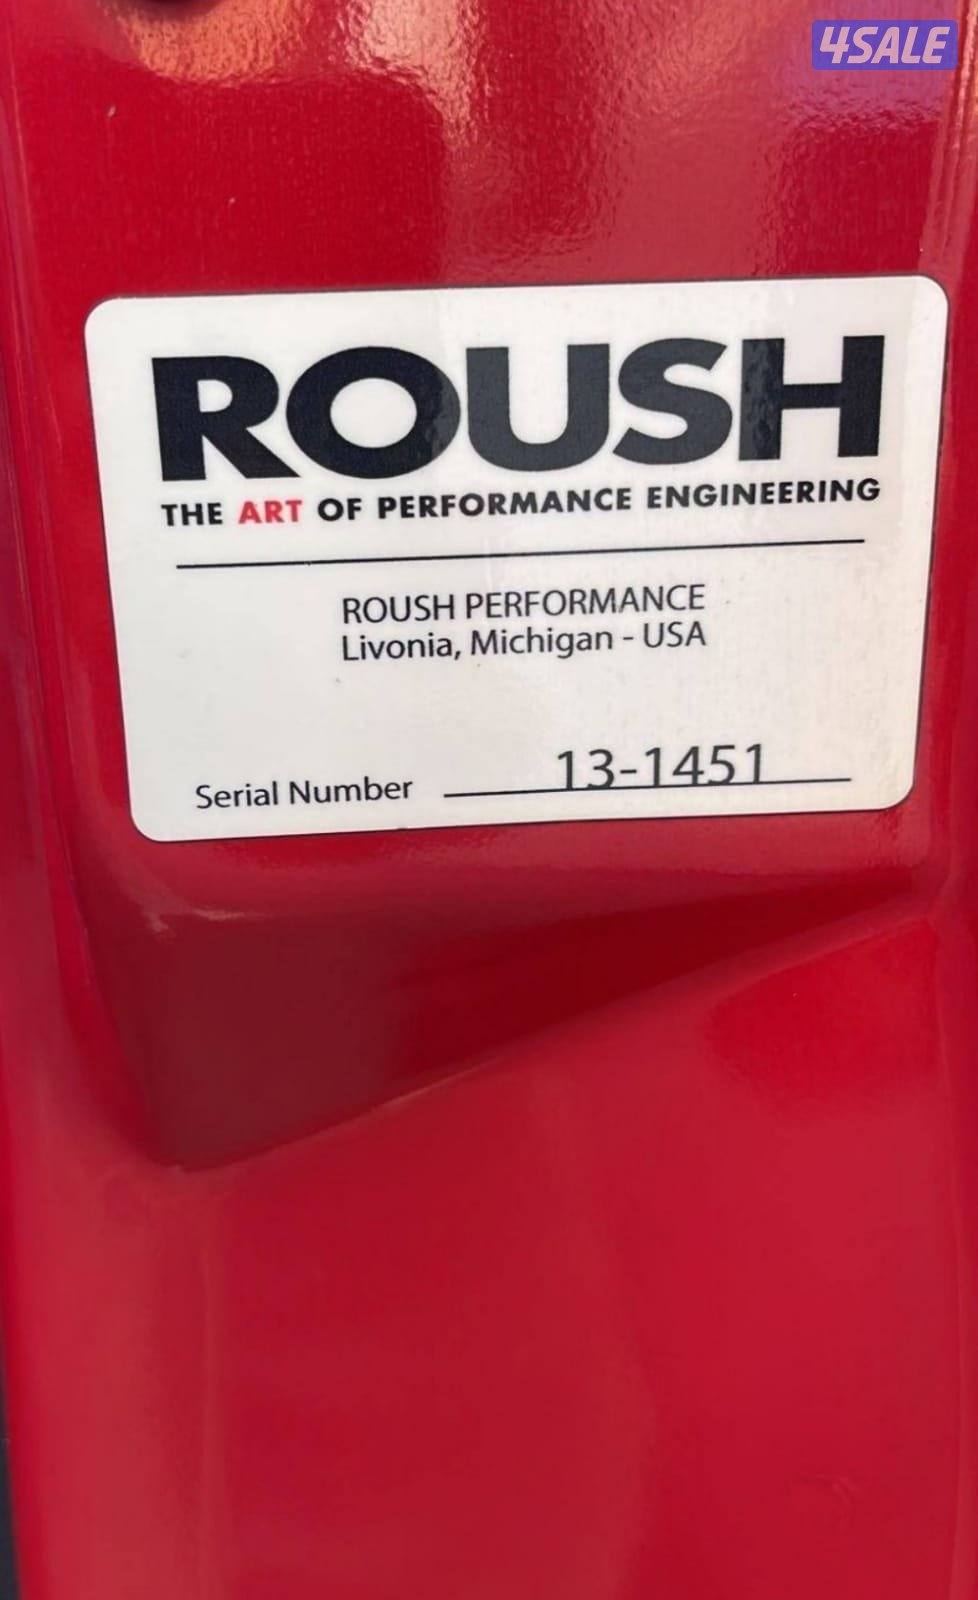 4SALE
ROUSH
THE ART OF PERFORMANCE ENGINEERING
ROUSH PERFORMANCE
Livonia, Michigan - USA
Serial Number 13-1451